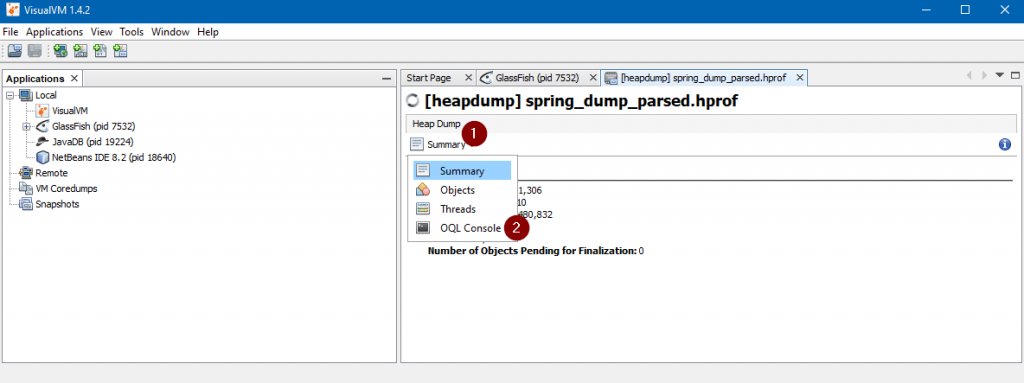 VisualVM 1.4.2
File Applications View Tools Window Help
Applications
Local
VisualVM
GlassFish (pid 7532)
JavaDB (pid 19224)
NetBeans IDE 8.2 (pid 18640)
Remote
VM Coredumps
Snapshots
Start Page GlassFish (pid 7532) [heapdump] spring_dump_parsed.hprof
[heapdump] spring_dump_parsed.hprof
Heap Dump
1
Summary
Summary
Objects 1,306
Threads 10
480,832
OQL Console 2
Number of Objects Pending for Finalization: 0